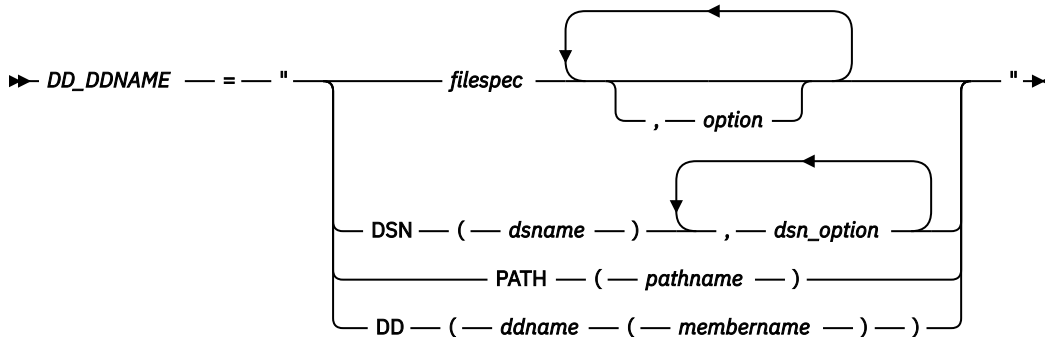 DD_DDNAME = " filespec "
, option
DSN ( dsname ) , dsn_option
PATH ( pathname )
DD ( ddname ( membername ) )